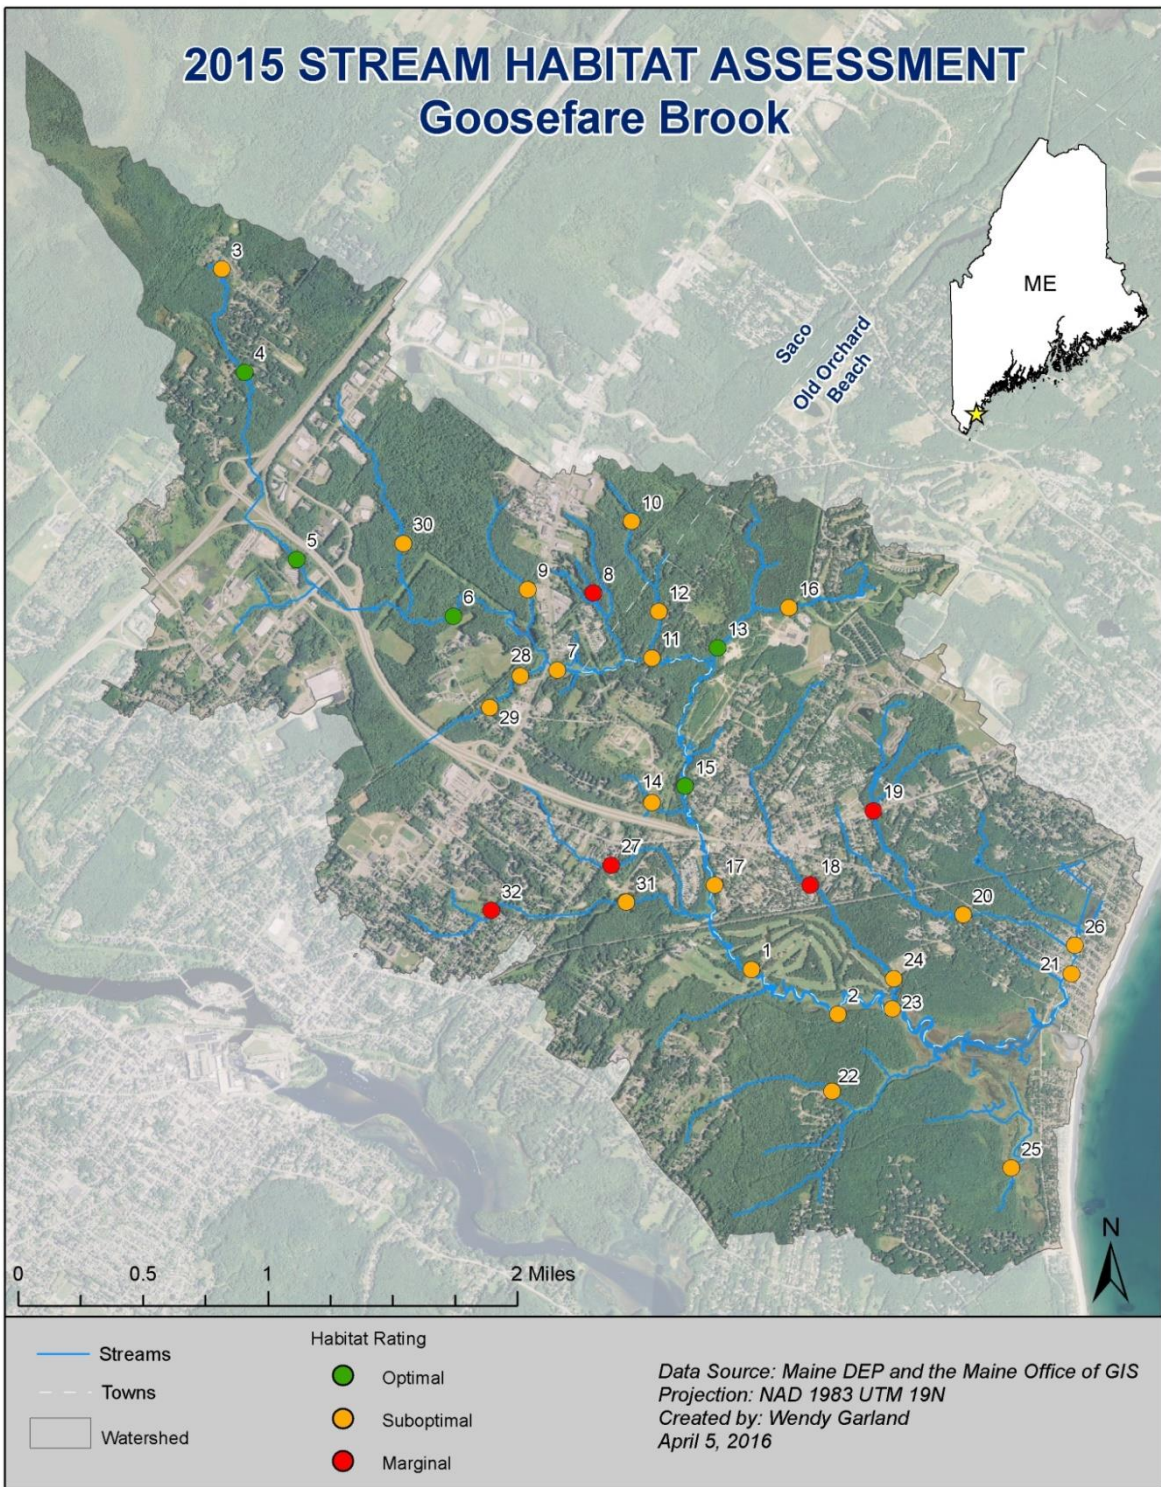 2015 STREAM HABITAT ASSESSMENT
Goosefare Brook
3
ME
Saco
Old Orchard
Beach
4
10
30
5
9
8
12
16
6
13
11
28
7
29
15
14
19
27
17
18
31
32
20
26
1
24
21
2
23
22
25
N
0 0.5 1 2 Miles
Streams
Towns
Watershed
Habitat Rating
Optimal
Suboptimal
Marginal
Data Source: Maine DEP and the Maine Office of GIS
Projection: NAD 1983 UTM 19N
Created by: Wendy Garland
April 5, 2016